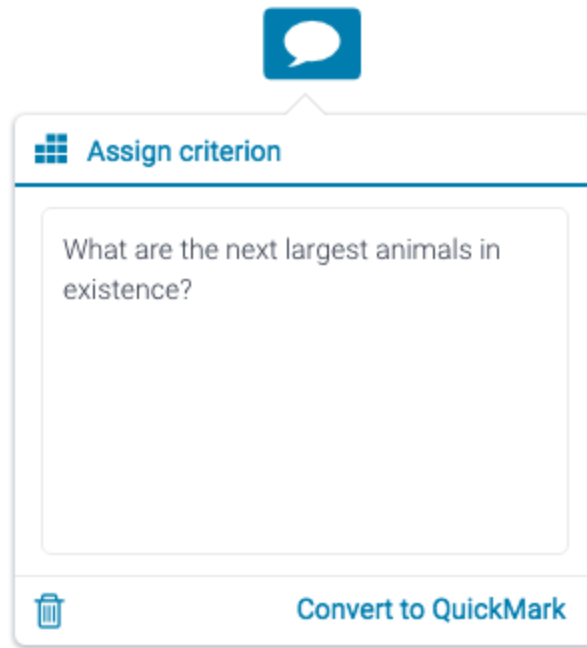 Assign criterion
What are the next largest animals in
existence?
Convert to QuickMark